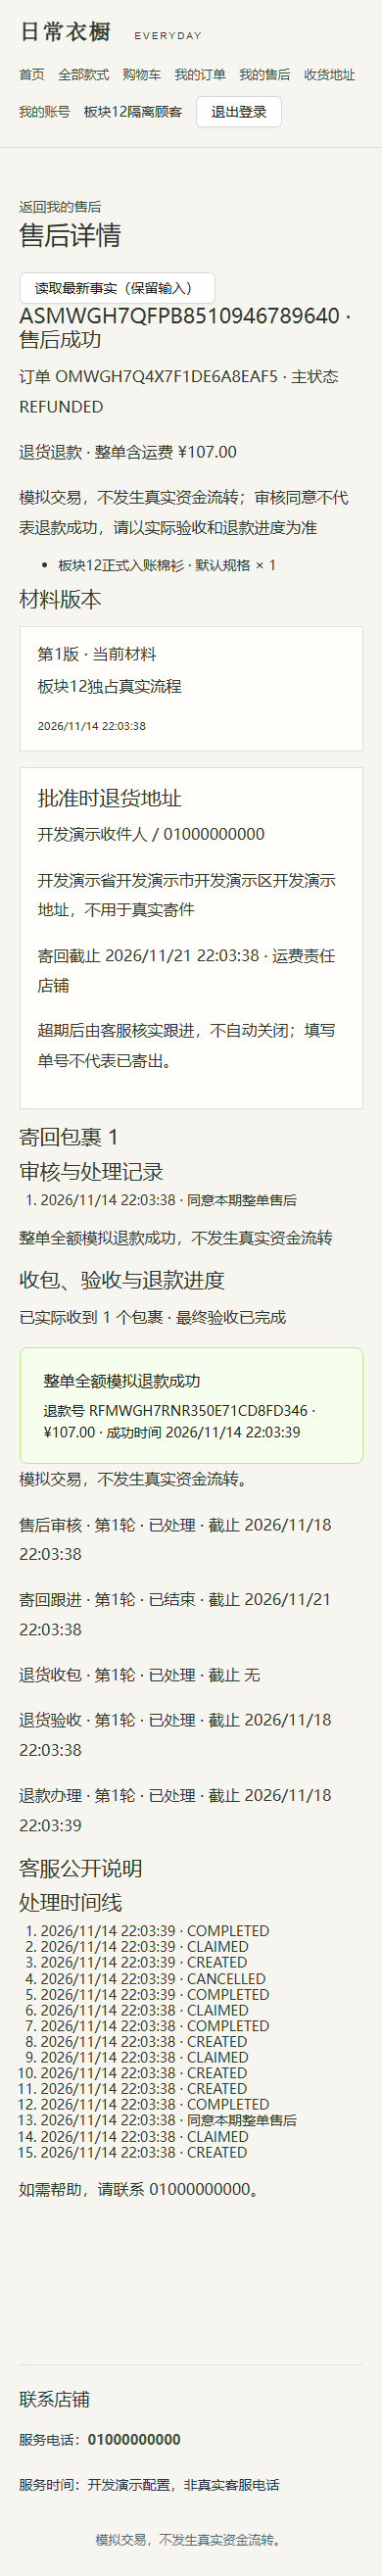 日常衣橱 EVERYDAY
首页 全部款式 购物车 我的订单 我的售后 收货地址
我的账号 板块12隔离顾客 退出登录
返回我的售后
售后详情
读取最新事实（保留输入）
ASMWGH7QFPB8510946789640 ·
售后成功
订单 OMWGH7Q4X7F1DE6A8EAF5 · 主状态
REFUNDED
退货退款 · 整单含运费 ¥107.00
模拟交易，不发生真实资金流转；审核同意不代
表退款成功，请以实际验收和退款进度为准
• 板块12正式入账棉衫 · 默认规格 × 1
材料版本
第1版 · 当前材料
板块12独占真实流程
2026/11/14 22:03:38
批准时退货地址
开发演示收件人 / 01000000000
开发演示省开发演示市开发演示区开发演示
地址，不用于真实寄件
寄回截止 2026/11/21 22:03:38 · 运费责任
店铺
超期后由客服核实跟进，不自动关闭；填写
单号不代表已寄出。
寄回包裹 1
审核与处理记录
1. 2026/11/14 22:03:38 · 同意本期整单售后
整单全额模拟退款成功，不发生真实资金流转
收包、验收与退款进度
已实际收到 1 个包裹 · 最终验收已完成
整单全额模拟退款成功
退款号 RFMWGH7RNR350E71CD8FD346 ·
¥107.00 · 成功时间 2026/11/14 22:03:39
模拟交易，不发生真实资金流转。
售后审核 · 第1轮 · 已处理 · 截止 2026/11/18
22:03:38
寄回跟进 · 第1轮 · 已结束 · 截止 2026/11/21
22:03:38
退货收包 · 第1轮 · 已处理 · 截止 无
退货验收 · 第1轮 · 已处理 · 截止 2026/11/18
22:03:38
退款办理 · 第1轮 · 已处理 · 截止 2026/11/18
22:03:39
客服公开说明
处理时间线
1. 2026/11/14 22:03:39 · COMPLETED
2. 2026/11/14 22:03:39 · CLAIMED
3. 2026/11/14 22:03:39 · CREATED
4. 2026/11/14 22:03:39 · CANCELLED
5. 2026/11/14 22:03:39 · COMPLETED
6. 2026/11/14 22:03:38 · CLAIMED
7. 2026/11/14 22:03:38 · COMPLETED
8. 2026/11/14 22:03:38 · CREATED
9. 2026/11/14 22:03:38 · CLAIMED
10. 2026/11/14 22:03:38 · CREATED
11. 2026/11/14 22:03:38 · CREATED
12. 2026/11/14 22:03:38 · COMPLETED
13. 2026/11/14 22:03:38 · 同意本期整单售后
14. 2026/11/14 22:03:38 · CLAIMED
15. 2026/11/14 22:03:38 · CREATED
如需帮助，请联系 01000000000。
联系店铺
服务电话：01000000000
服务时间：开发演示配置，非真实客服电话
模拟交易，不发生真实资金流转。